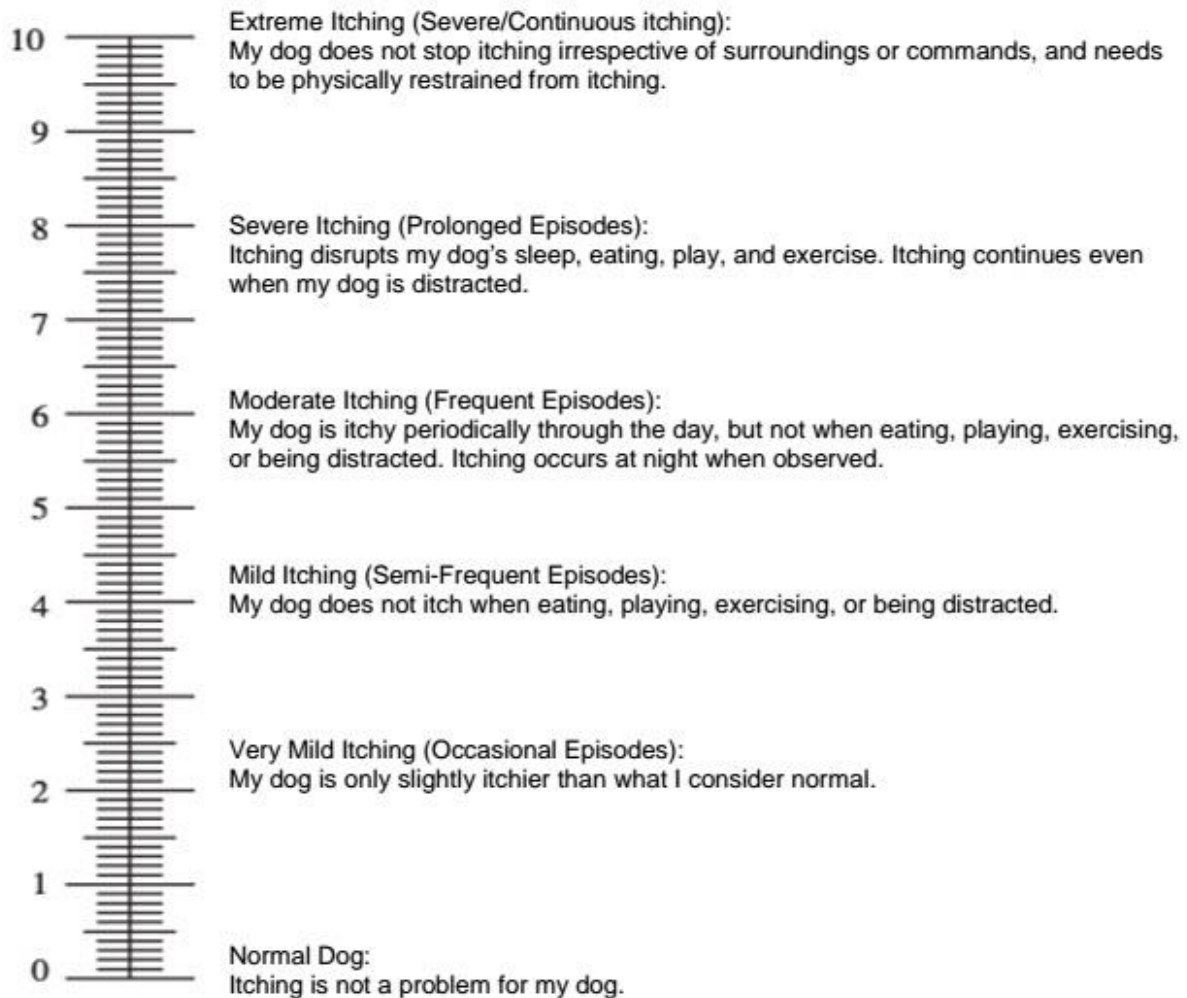 10
Extreme Itching (Severe/Continuous itching):
My dog does not stop itching irrespective of surroundings or commands, and needs
to be physically restrained from itching.
9
8
Severe Itching (Prolonged Episodes):
Itching disrupts my dog's sleep, eating, play, and exercise. Itching continues even
when my dog is distracted.
7
6
Moderate Itching (Frequent Episodes):
My dog is itchy periodically through the day, but not when eating, playing, exercising,
or being distracted. Itching occurs at night when observed.
5
4
Mild Itching (Semi-Frequent Episodes):
My dog does not itch when eating, playing, exercising, or being distracted.
3
2
Very Mild Itching (Occasional Episodes):
My dog is only slightly itchier than what I consider normal.
1
0
Normal Dog:
Itching is not a problem for my dog.